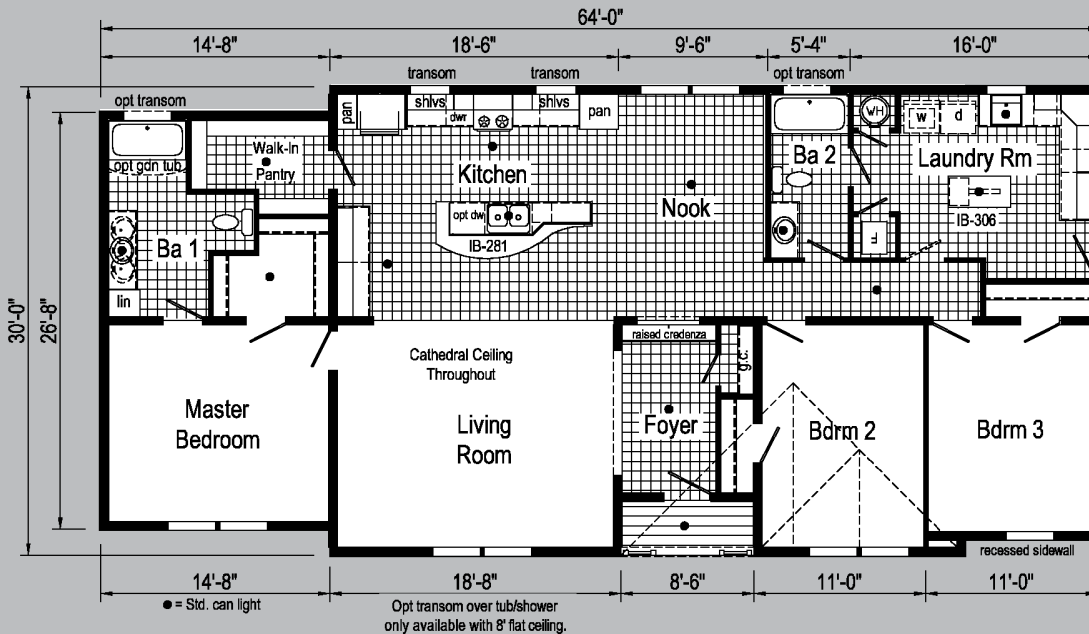 64'-0"
14'-8" 18'-6" 9'-6" 5'-4" 16'-0"
transom transom opt transom
opt transom
30'-0"
26'-8"
pan shlvs dwr shlvs pan
WH w d
opt gdn tub
Walk-In
Pantry
Kitchen
Nook
Ba 2
Laundry Rm
opt dw
IB-281
IB-306
F
Ba 1
lin
raised credenza
g.c.
Cathedral Ceiling
Throughout
Master
Bedroom
Living
Room
Foyer
Bdrm 2
Bdrm 3
recessed sidewall
14'-8" 18'-8" 8'-6" 11'-0" 11'-0"
● = Std. can light
Opt transom over tub/shower
only available with 8' flat ceiling.